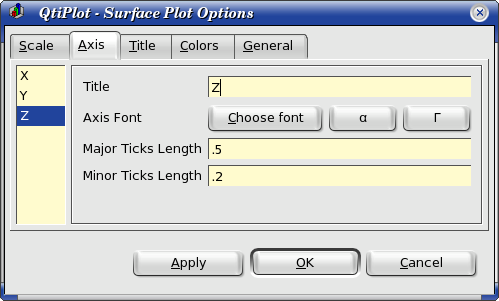 QtiPlot - Surface Plot Options
Scale Axis Title Colors General
X
Y
Z
Title Z
Axis Font Choose font α Γ
Major Ticks Length .5
Minor Ticks Length .2
Apply OK Cancel